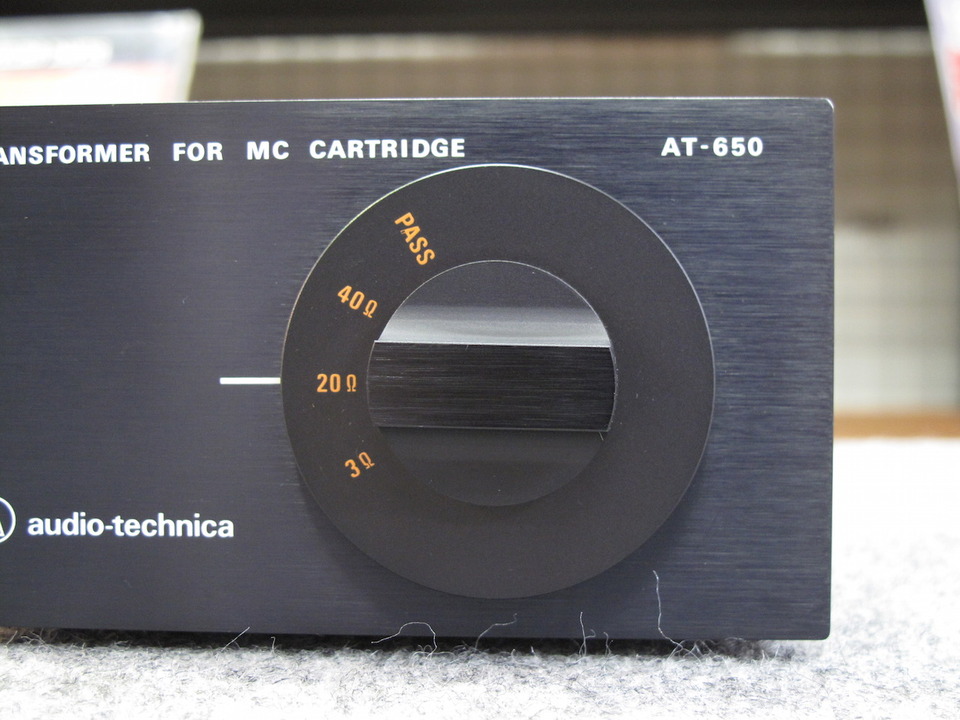 ANSFORMER FOR MC CARTRIDGE
AT-650
PASS
40Ω
20Ω
3Ω
audio-technica